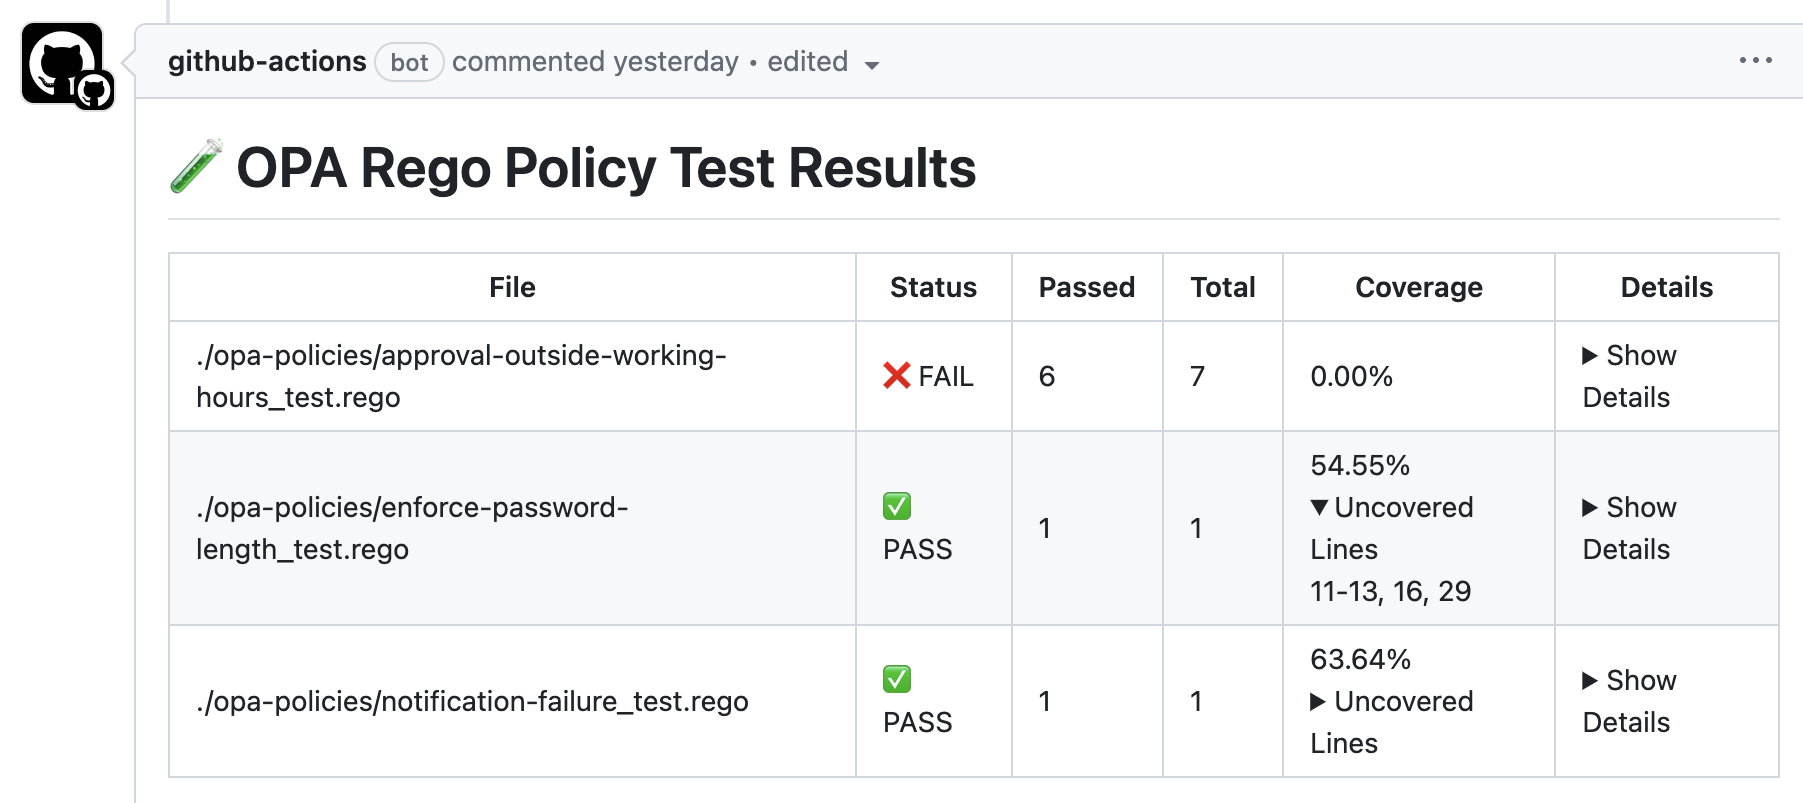 github-actions bot commented yesterday • edited
🧪 OPA Rego Policy Test Results
File Status Passed Total Coverage Details
./opa-policies/approval-outside-working-
hours_test.rego
❌ FAIL
6
7
0.00%
▶ Show
Details
./opa-policies/enforce-password-
length_test.rego
✅
PASS
1
1
54.55%
▼ Uncovered
Lines
11-13, 16, 29
▶ Show
Details
./opa-policies/notification-failure_test.rego
✅
PASS
1
1
63.64%
▶ Uncovered
Lines
▶ Show
Details